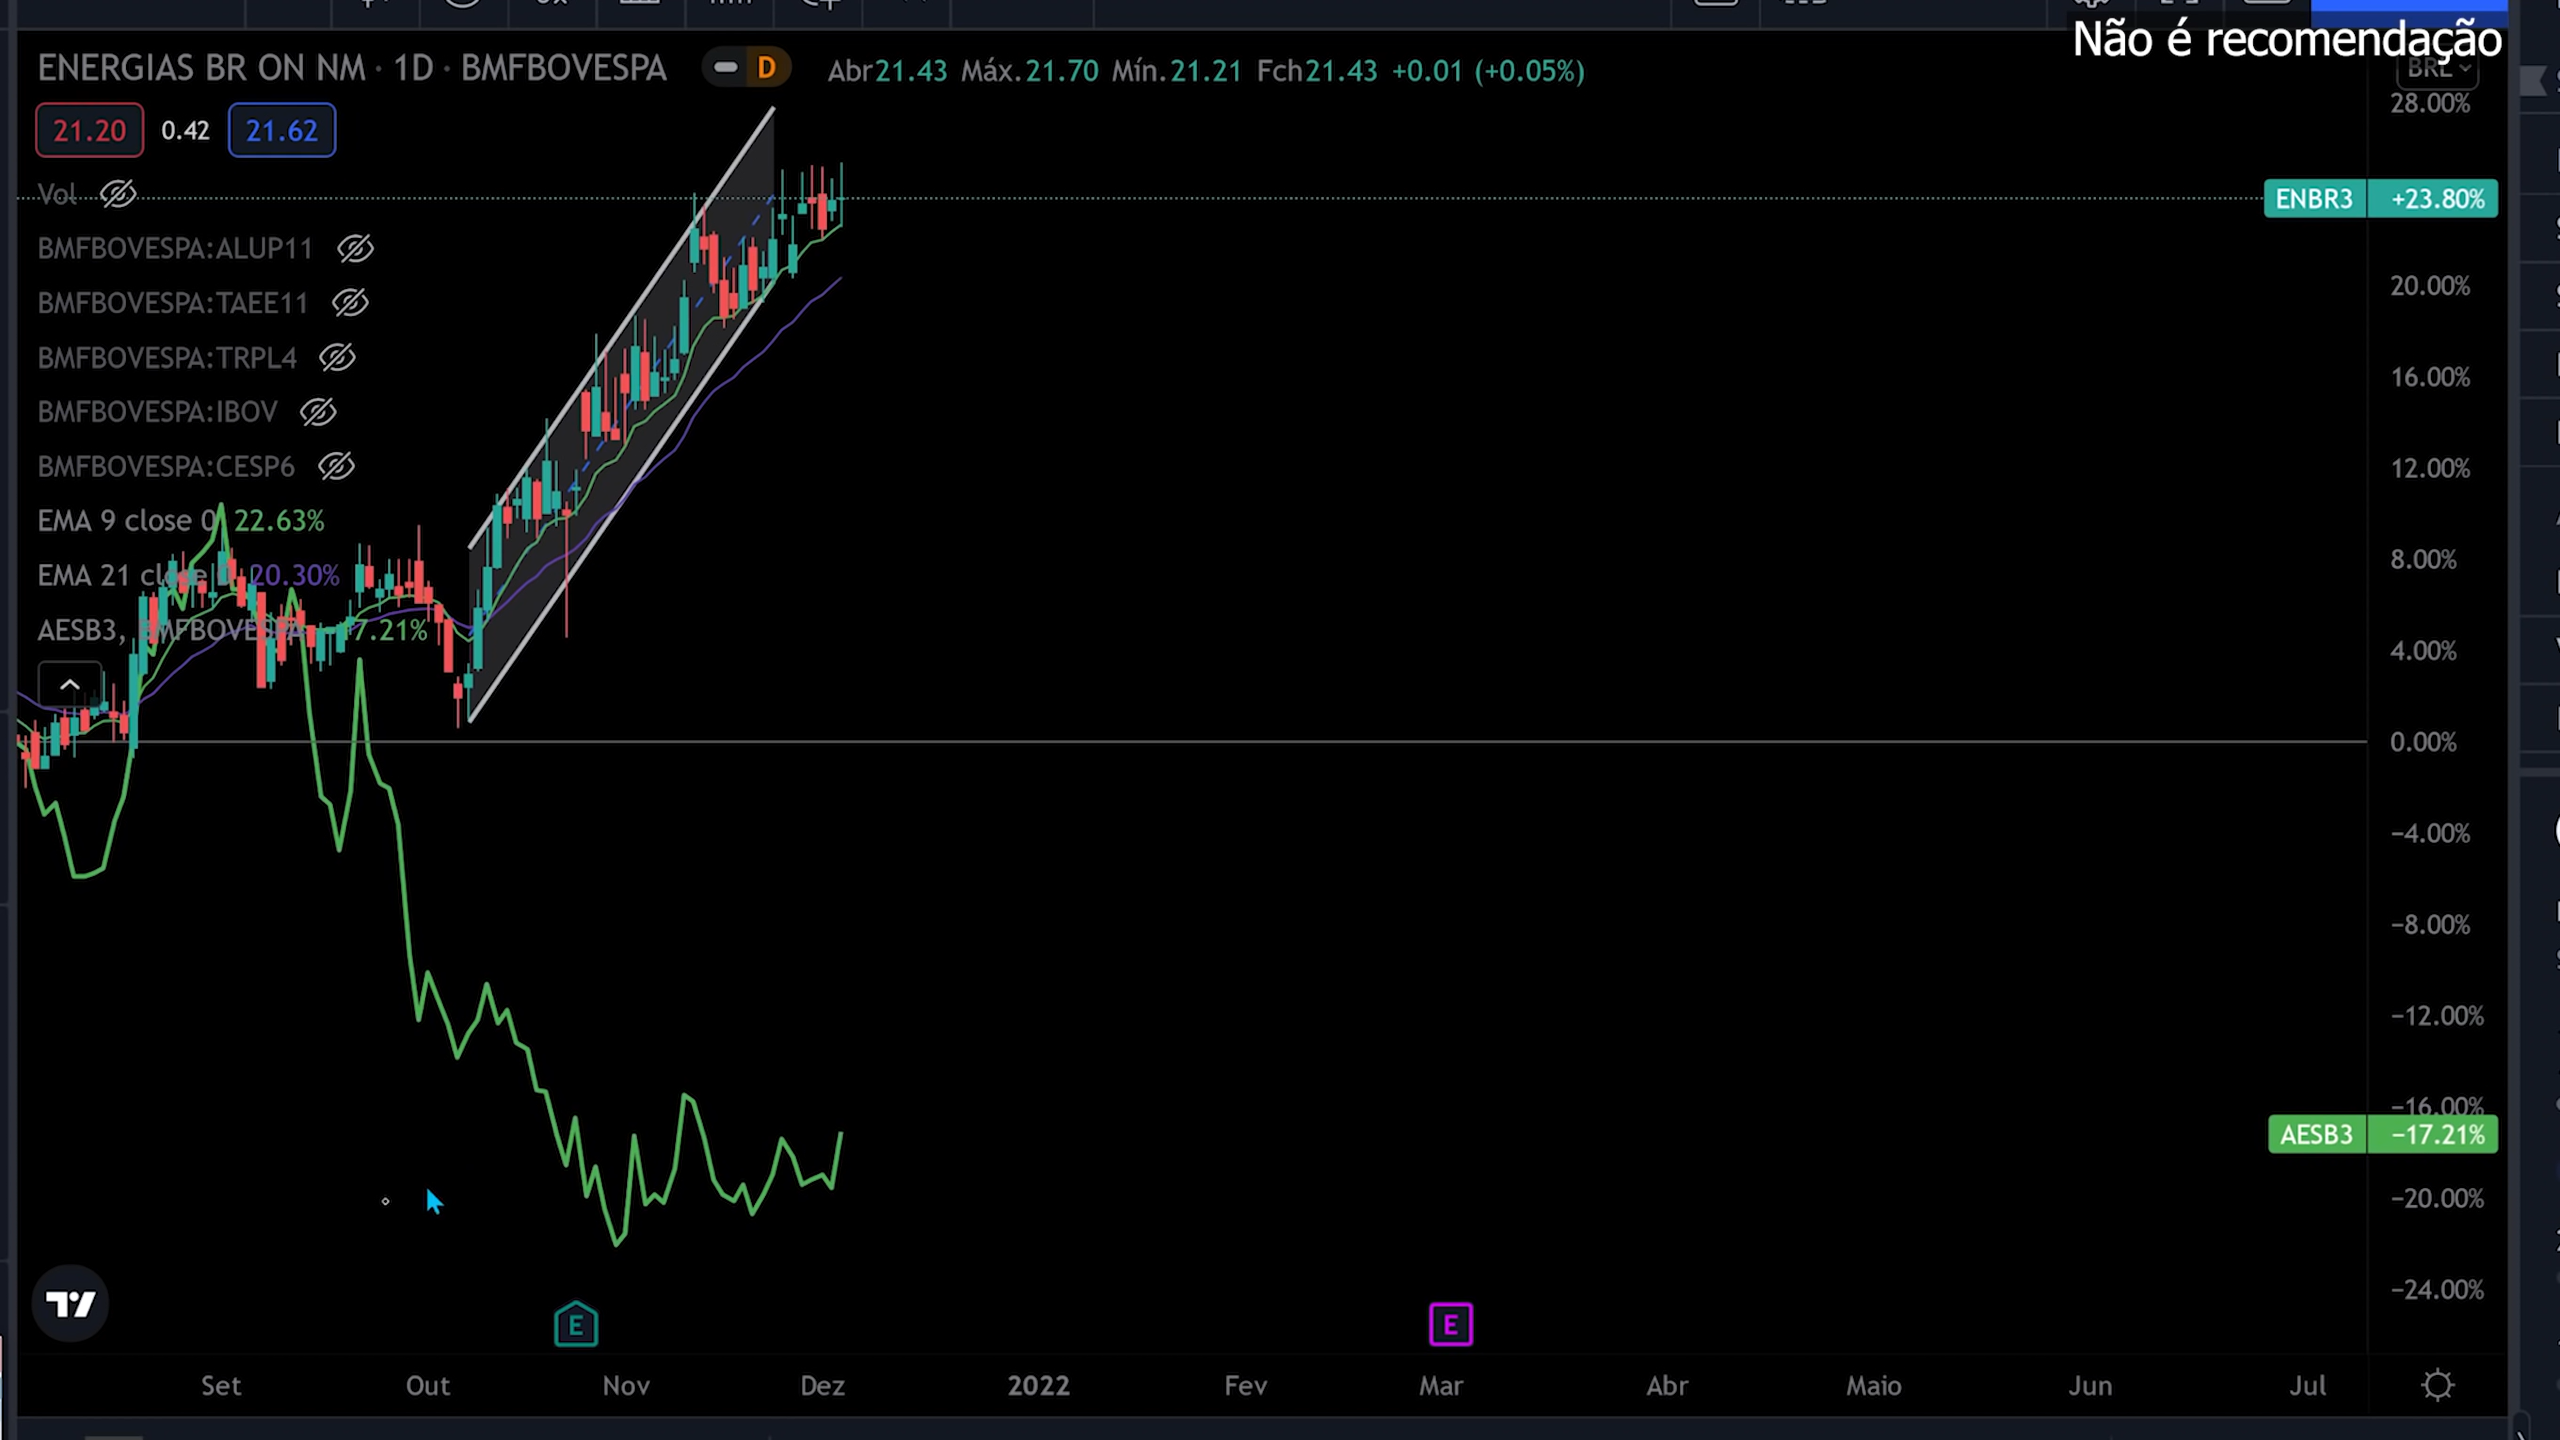 Não é recomendação
ENERGIAS BR ON NM · 1D · BMFBOVESPA D Abr21.43 Máx.21.70 Mín.21.21 Fch21.43 +0.01 (+0.05%)
BRL
28.00%
21.20 0.42 21.62
Vol
ENBR3 +23.80%
BMFBOVESPA:ALUP11
20.00%
BMFBOVESPA:TAEE11
BMFBOVESPA:TRPL4
16.00%
BMFBOVESPA:IBOV
BMFBOVESPA:CESP6
12.00%
EMA 9 close 0 22.63%
8.00%
EMA 21 close 20.30%
AESB3, BMFBOVESPA 7.21%
4.00%
0.00%
−4.00%
−8.00%
−12.00%
−16.00%
AESB3 −17.21%
−20.00%
−24.00%
E E
Set Out Nov Dez 2022 Fev Mar Abr Maio Jun Jul